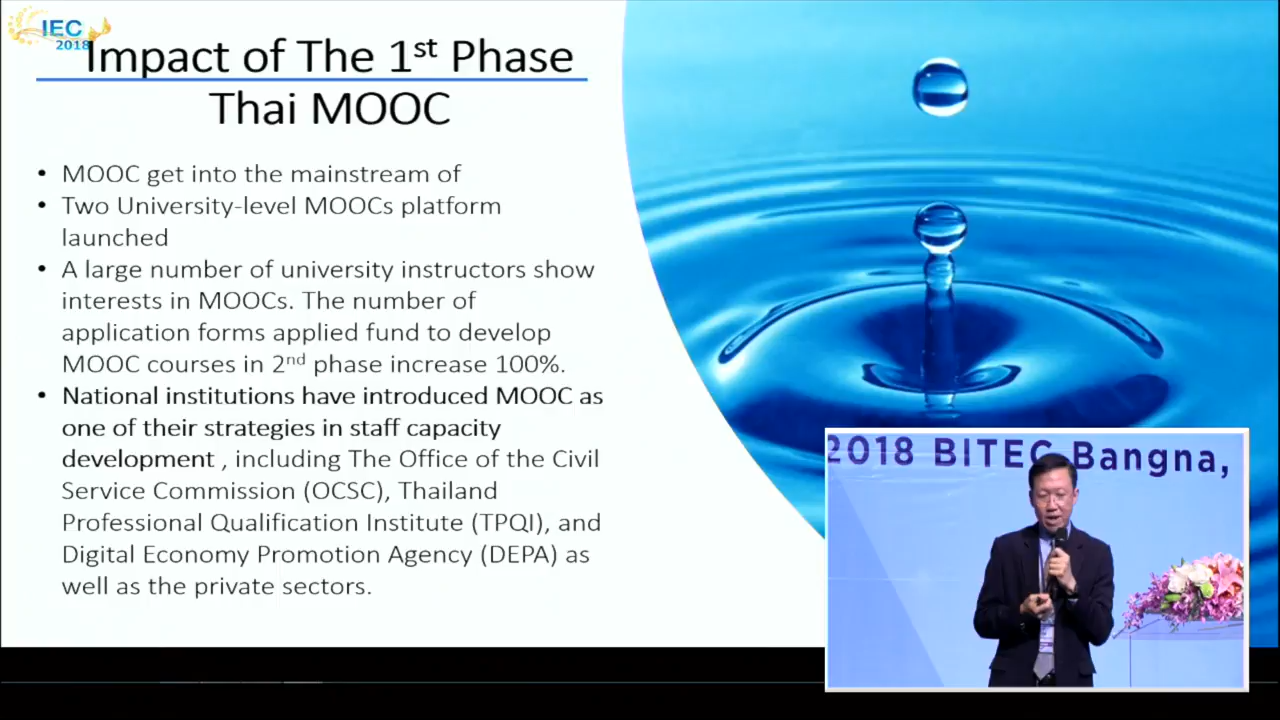 IEC
2018
Impact of The 1st Phase
Thai MOOC
• MOOC get into the mainstream of
• Two University-level MOOCs platform
launched
• A large number of university instructors show
interests in MOOCs. The number of
application forms applied fund to develop
MOOC courses in 2nd phase increase 100%.
• National institutions have introduced MOOC as
one of their strategies in staff capacity
development , including The Office of the Civil
Service Commission (OCSC), Thailand
Professional Qualification Institute (TPQI), and
Digital Economy Promotion Agency (DEPA) as
well as the private sectors.
2018 BITEC Bangna,